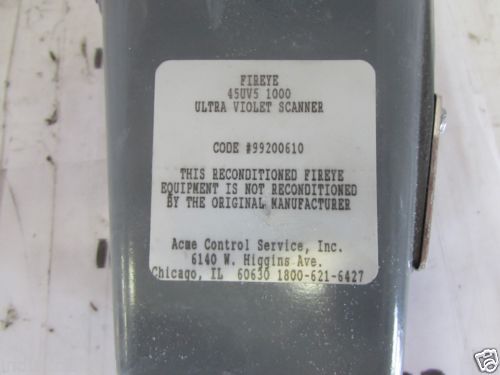 FIREYE
45UV5 1000
ULTRA VIOLET SCANNER
CODE #99200610
THIS RECONDITIONED FIREYE
EQUIPMENT IS NOT RECONDITIONED
BY THE ORIGINAL MANUFACTURER
Acme Control Service, Inc.
6140 W. Higgins Ave.
Chicago, IL 60630 1800-621-6427